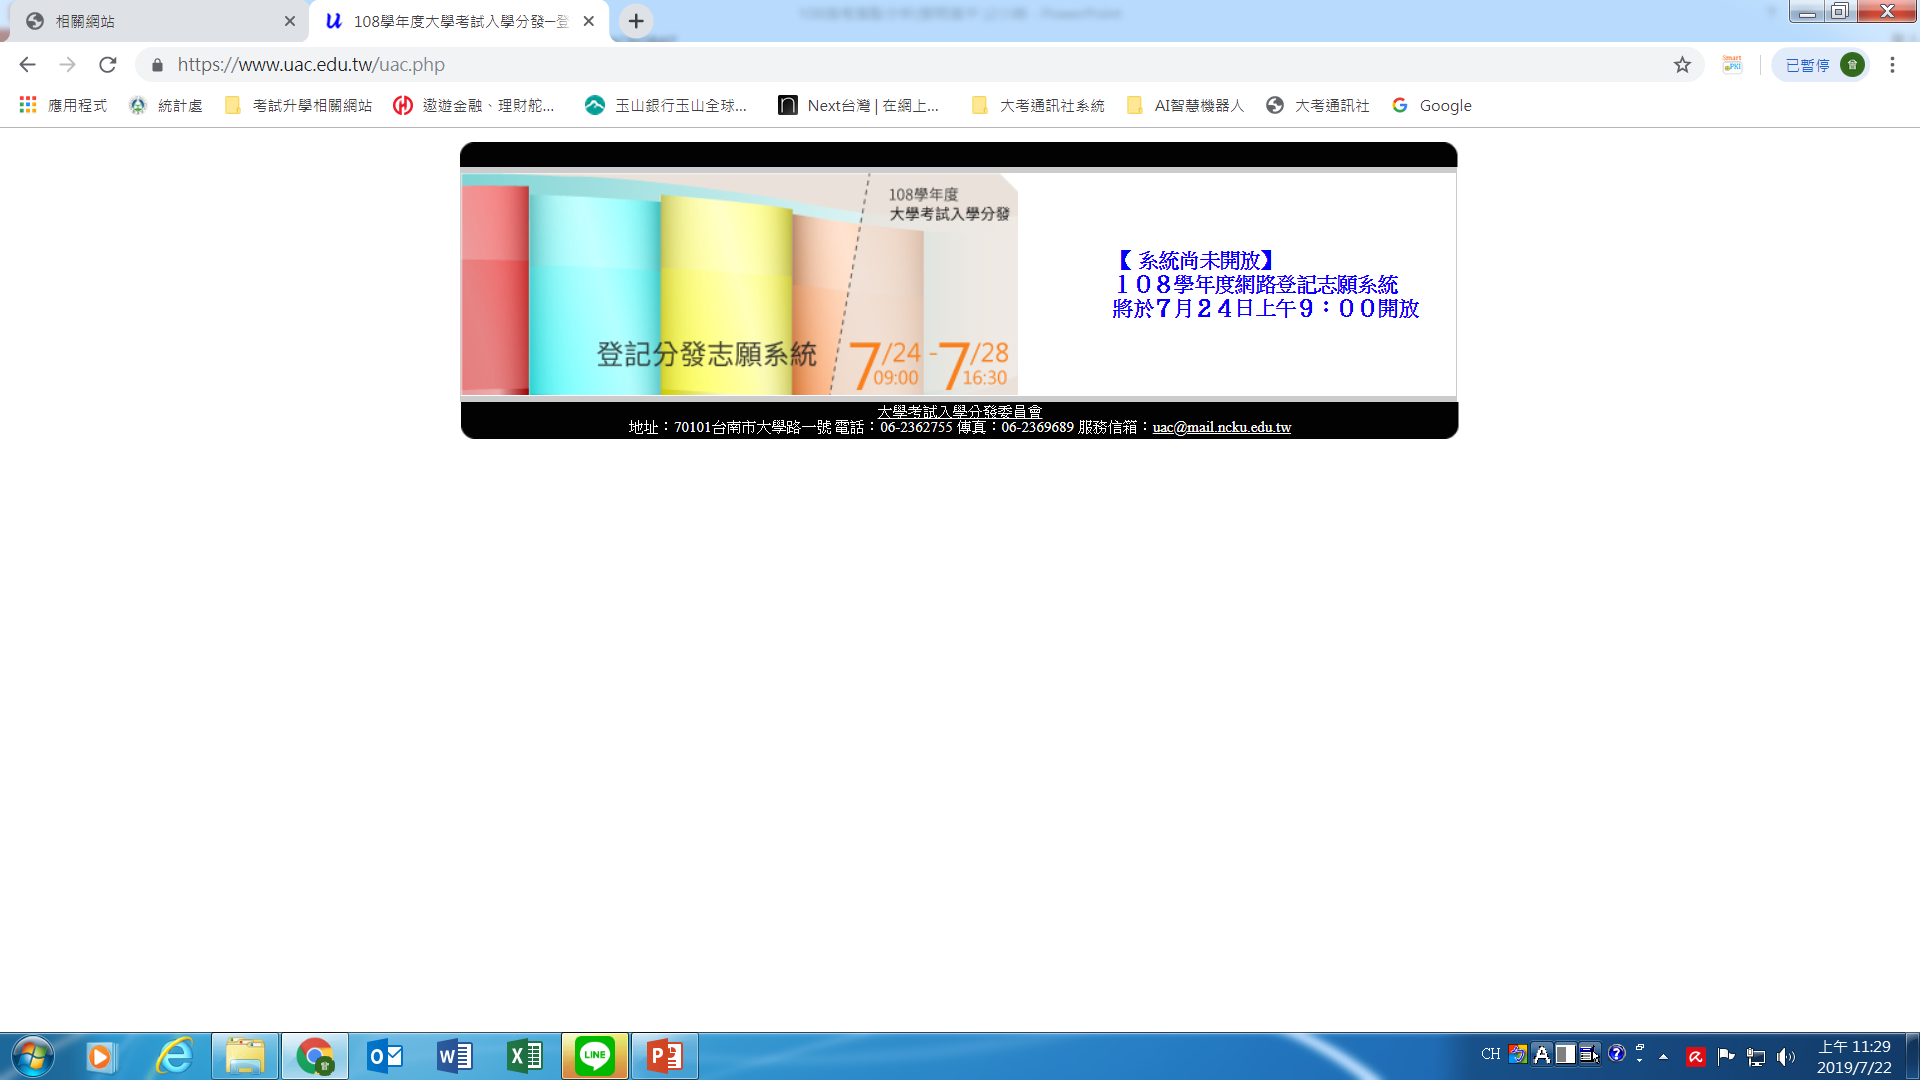 相關網站
108學年度大學考試入學分發─登
https://www.uac.edu.tw/uac.php
已暫停
曾
應用程式
統計處
考試升學相關網站
遨遊金融、理財舵...
玉山銀行玉山全球...
Next台灣 | 在網上...
大考通訊社系統
AI智慧機器人
大考通訊社
Google
108學年度
大學考試入學分發
登記分發志願系統
7/24 09:00 - 7/28 16:30
【 系統尚未開放】
１０８學年度網路登記志願系統
將於７月２４日上午９：００開放
大學考試入學分發委員會
地址：70101台南市大學路一號 電話：06-2362755 傳真：06-2369689 服務信箱：uac@mail.ncku.edu.tw
LINE
CH
上午 11:29
2019/7/22